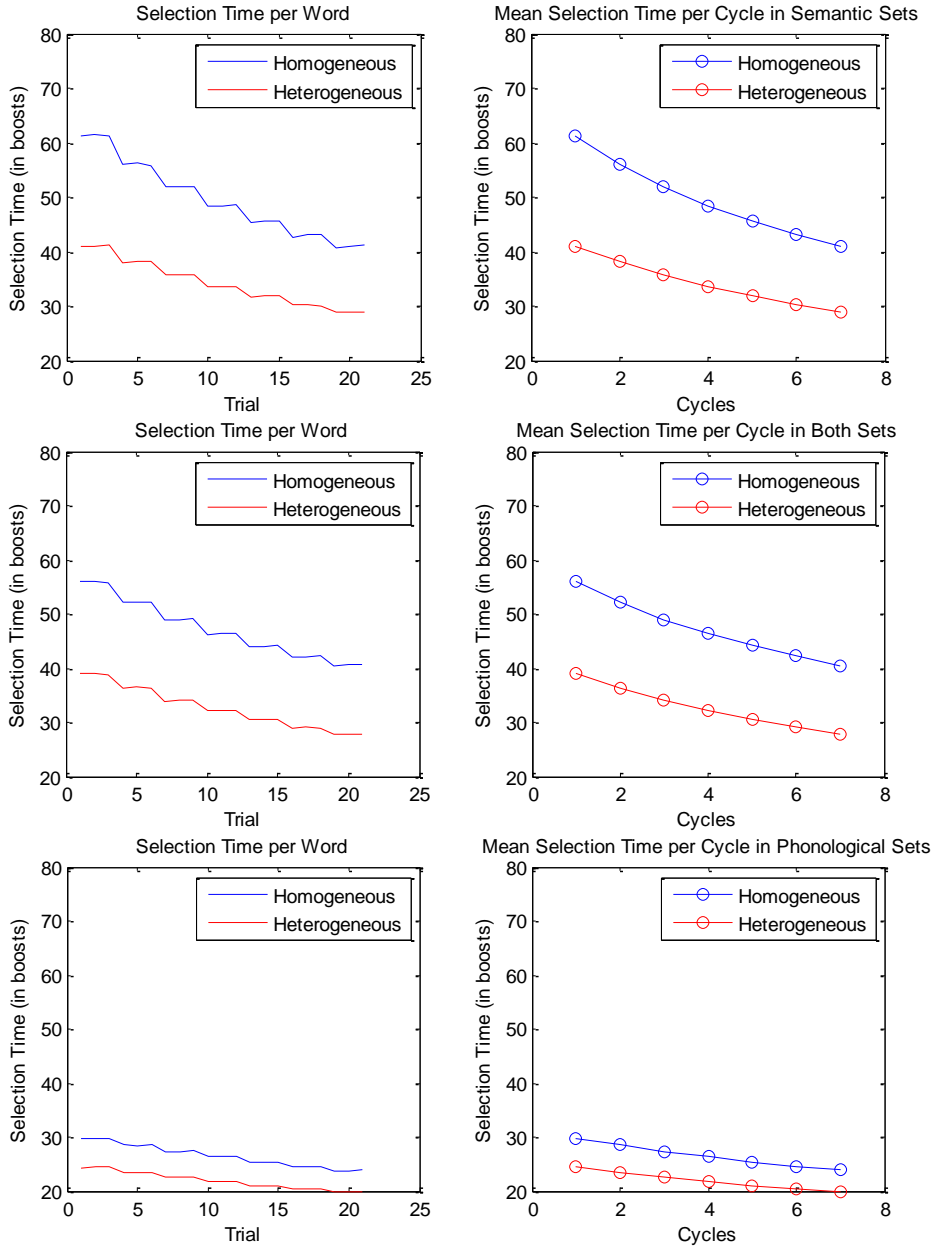 Selection Time per Word
80
70
60
50
40
30
20
Selection Time (in boosts)
Homogeneous
Heterogeneous
0 5 10 15 20 25
Trial
Mean Selection Time per Cycle in Semantic Sets
80
70
60
50
40
30
20
Selection Time (in boosts)
Homogeneous
Heterogeneous
0 2 4 6 8
Cycles
Selection Time per Word
80
70
60
50
40
30
20
Selection Time (in boosts)
Homogeneous
Heterogeneous
0 5 10 15 20 25
Trial
Mean Selection Time per Cycle in Both Sets
80
70
60
50
40
30
20
Selection Time (in boosts)
Homogeneous
Heterogeneous
0 2 4 6 8
Cycles
Selection Time per Word
80
70
60
50
40
30
20
Selection Time (in boosts)
Homogeneous
Heterogeneous
0 5 10 15 20 25
Trial
Mean Selection Time per Cycle in Phonological Sets
80
70
60
50
40
30
20
Selection Time (in boosts)
Homogeneous
Heterogeneous
0 2 4 6 8
Cycles